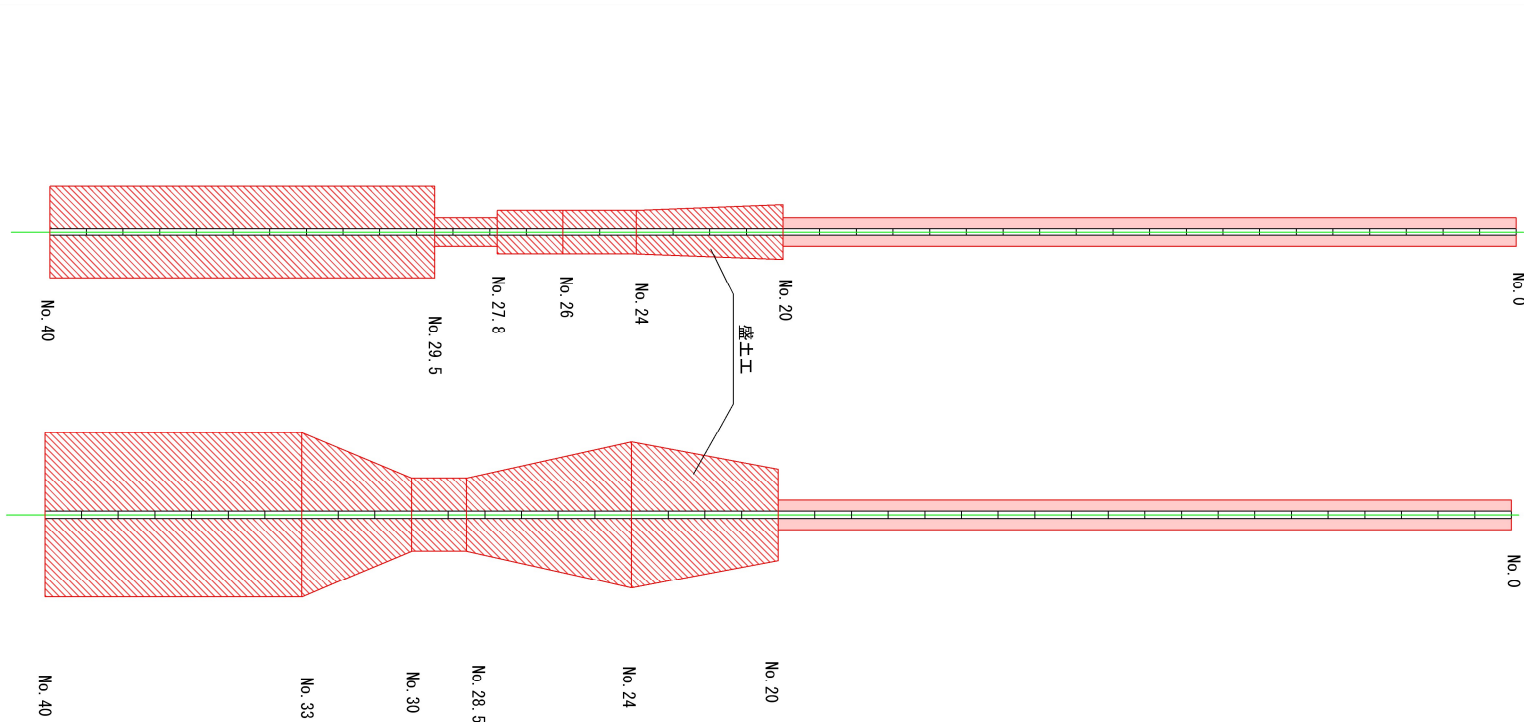 No. 40
No. 29. 5
No. 27. 8
No. 26
No. 24
No. 20
No. 0
盛土工
No. 40
No. 33
No. 30
No. 28. 5
No. 24
No. 20
No. 0